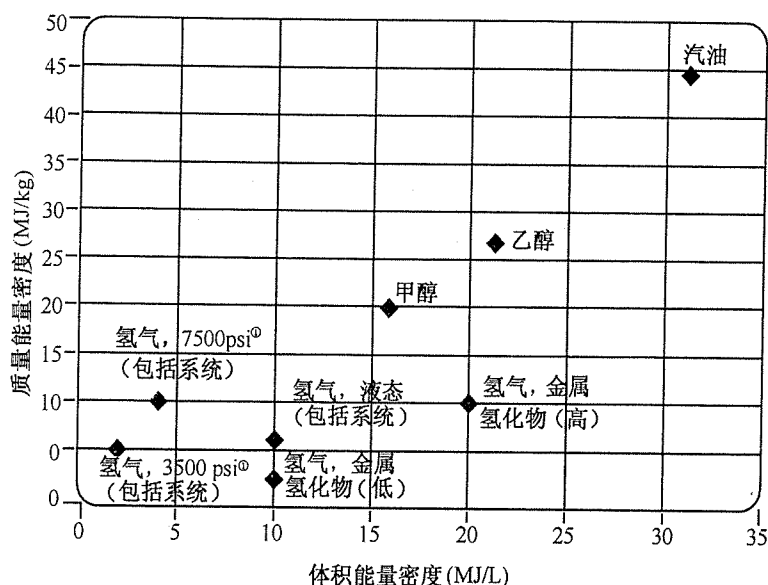 50
45
40
35
30
25
20
15
10
0
0
质量能量密度(MJ/kg)
汽油
乙醇
甲醇
氢气，7500psi①
（包括系统）
氢气，液态
（包括系统）
氢气，金属
氢化物（高）
氢气，3500 psi①
（包括系统）
氢气，金属
氢化物（低）
0 5 10 15 20 25 30 35
体积能量密度(MJ/L)